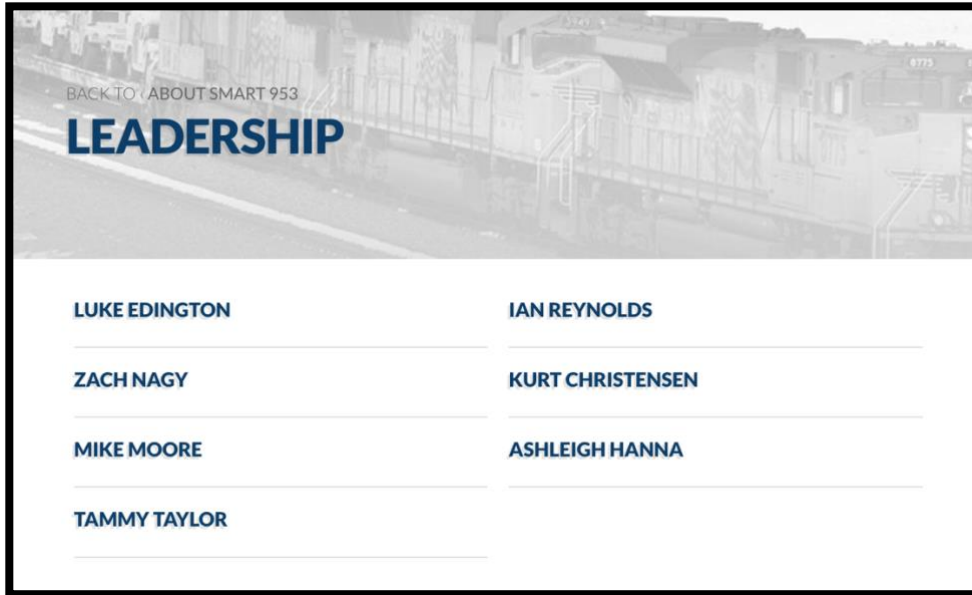 BACK TO ‹ ABOUT SMART 953
LEADERSHIP
LUKE EDINGTON
IAN REYNOLDS
ZACH NAGY
KURT CHRISTENSEN
MIKE MOORE
ASHLEIGH HANNA
TAMMY TAYLOR